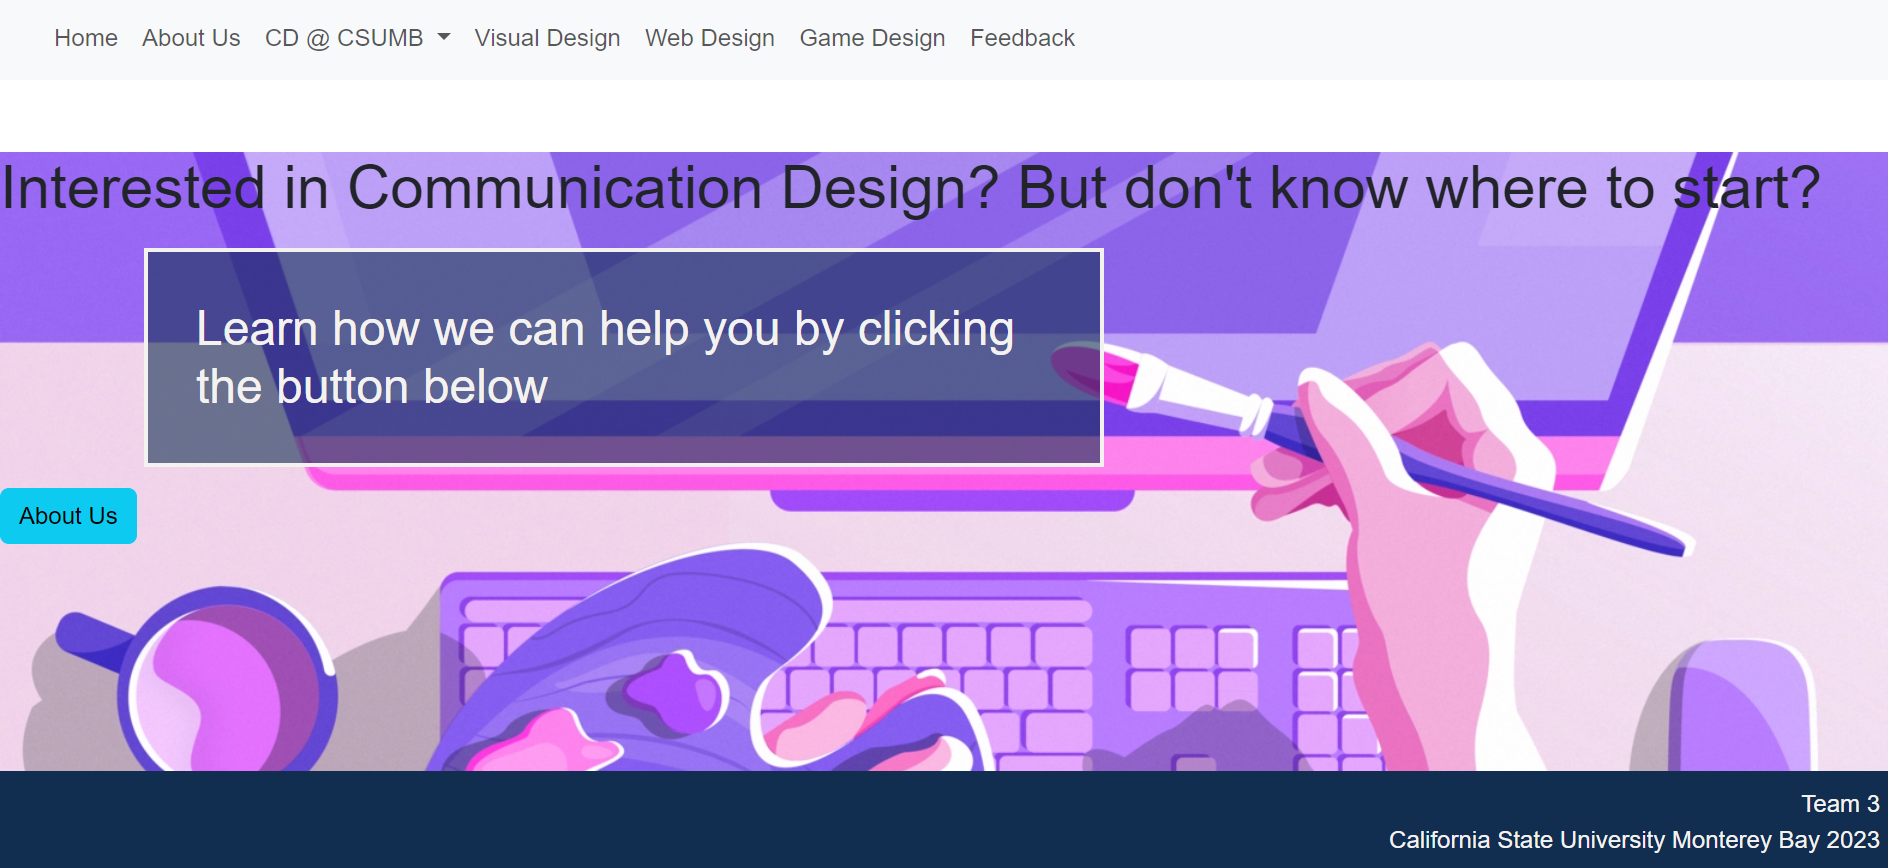 Home About Us CD @ CSUMB Visual Design Web Design Game Design Feedback
Interested in Communication Design? But don't know where to start?
Learn how we can help you by clicking
the button below
About Us
Team 3
California State University Monterey Bay 2023